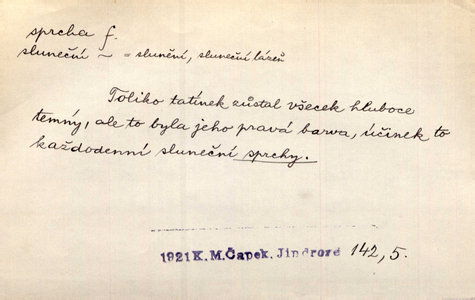 sprcha f.
sluneční ~ = slunění, sluneční lázeň
Toliko tatínek zůstal všecek hluboce
temný, ale to byla jeho pravá barva, účinek to
každodenní sluneční sprchy.
1921 K. M. Čapek. Jindrové 142,5.